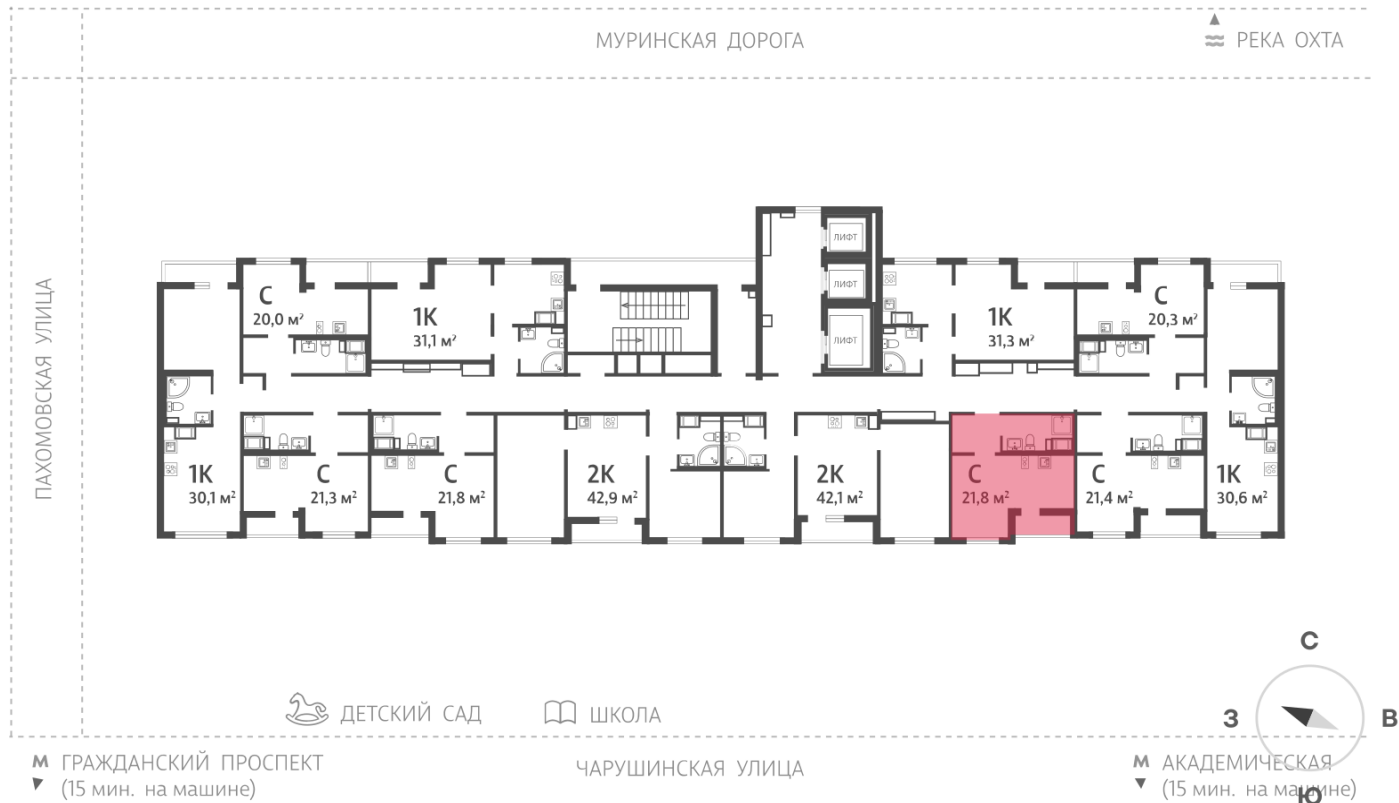 МУРИНСКАЯ ДОРОГА
РЕКА ОХТА
ПАХОМОВСКАЯ УЛИЦА
ЛИФТ
ЛИФТ
ЛИФТ
С
20,0 м²
1К
31,1 м²
1К
31,3 м²
С
20,3 м²
1К
30,1 м²
С
21,3 м²
С
21,8 м²
2К
42,9 м²
2К
42,1 м²
С
21,8 м²
С
21,4 м²
1К
30,6 м²
ДЕТСКИЙ САД
ШКОЛА
С
З
В
Ю
М ГРАЖДАНСКИЙ ПРОСПЕКТ
(15 мин. на машине)
ЧАРУШИНСКАЯ УЛИЦА
М АКАДЕМИЧЕСКАЯ
(15 мин. на машине)